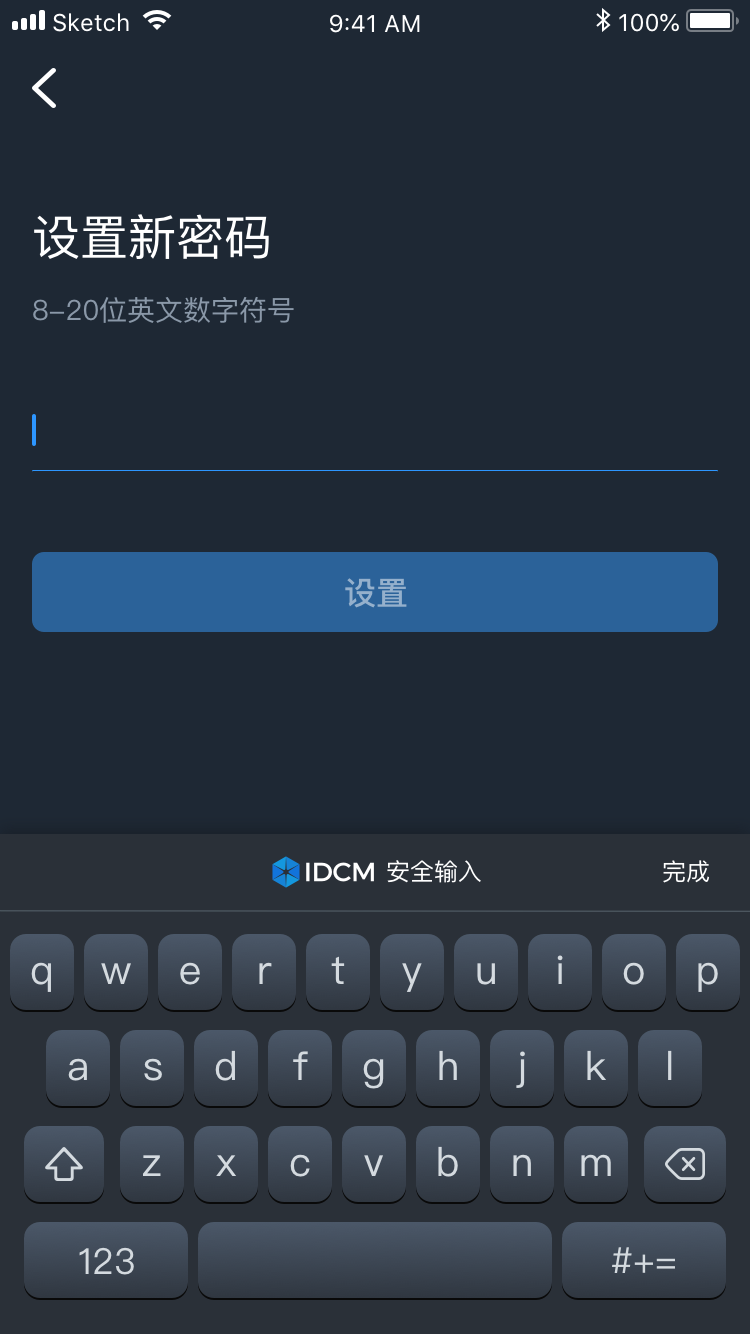 Sketch 9:41 AM 100%
设置新密码
8–20位英文数字符号
设置
IDCM 安全输入 完成
q w e r t y u i o p
a s d f g h j k l
z x c v b n m
123 #+=